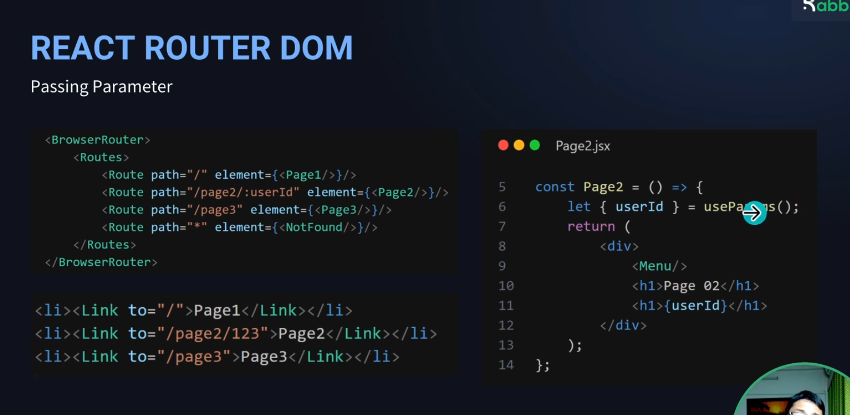 Rabb
REACT ROUTER DOM
Passing Parameter
<BrowserRouter>
<Routes>
<Route path="/" element={<Page1/>}/>
<Route path="/page2/:userId" element={<Page2/>}/>
<Route path="/page3" element={<Page3/>}/>
<Route path="*" element={<NotFound/>}/>
</Routes>
</BrowserRouter>
<li><Link to="/">Page1</Link></li>
<li><Link to="/page2/123">Page2</Link></li>
<li><Link to="/page3">Page3</Link></li>
Page2.jsx
5 const Page2 = () => {
6 let { userId } = useParams();
7 return (
8 <div>
9 <Menu/>
10 <h1>Page 02</h1>
11 <h1>{userId}</h1>
12 </div>
13 );
14 };